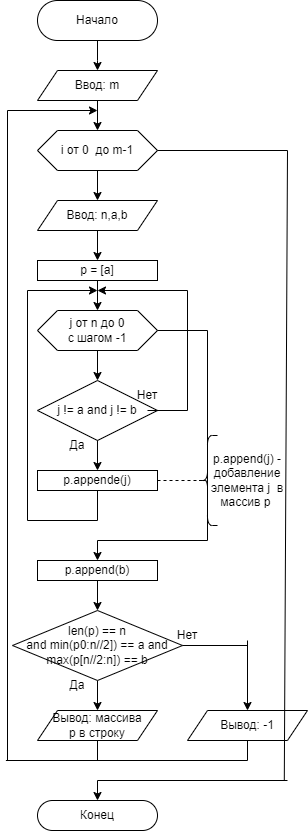 Начало
Ввод: m
i от 0 до m-1
Ввод: n,a,b
p = [a]
j от n до 0
с шагом -1
Нет
j != a and j != b
Да
p.appende(j)
p.append(j) -
добавление
элемента j в
массив p
p.append(b)
len(p) == n
and min(p0:n//2]) == a and
max(p[n//2:n]) == b
Нет
Да
Вывод: массива
p в строку
Вывод: -1
Конец